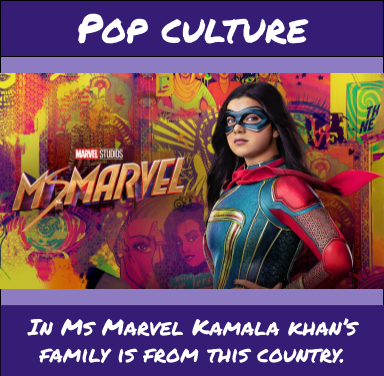 Pop culture
MARVEL STUDIOS
MS MARVEL
In Ms Marvel Kamala khan's
family is from this country.